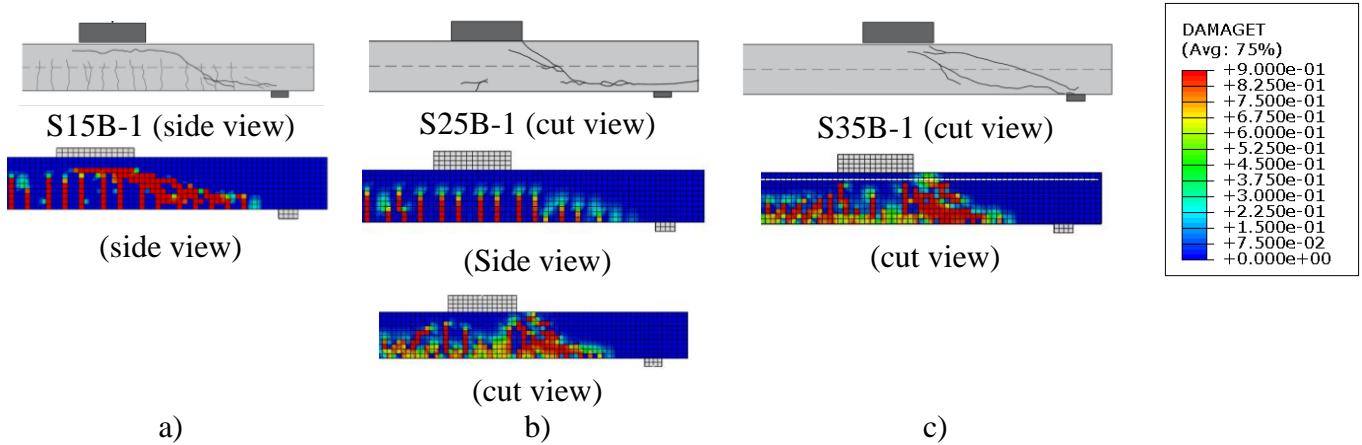 S15B-1 (side view)
S25B-1 (cut view)
S35B-1 (cut view)
DAMAGET
(Avg: 75%)
+9.000e-01
+8.250e-01
+7.500e-01
+6.750e-01
+6.000e-01
+5.250e-01
+4.500e-01
+3.750e-01
+3.000e-01
+2.250e-01
+1.500e-01
+7.500e-02
+0.000e+00
(side view)
(Side view)
(cut view)
(cut view)
a)
b)
c)